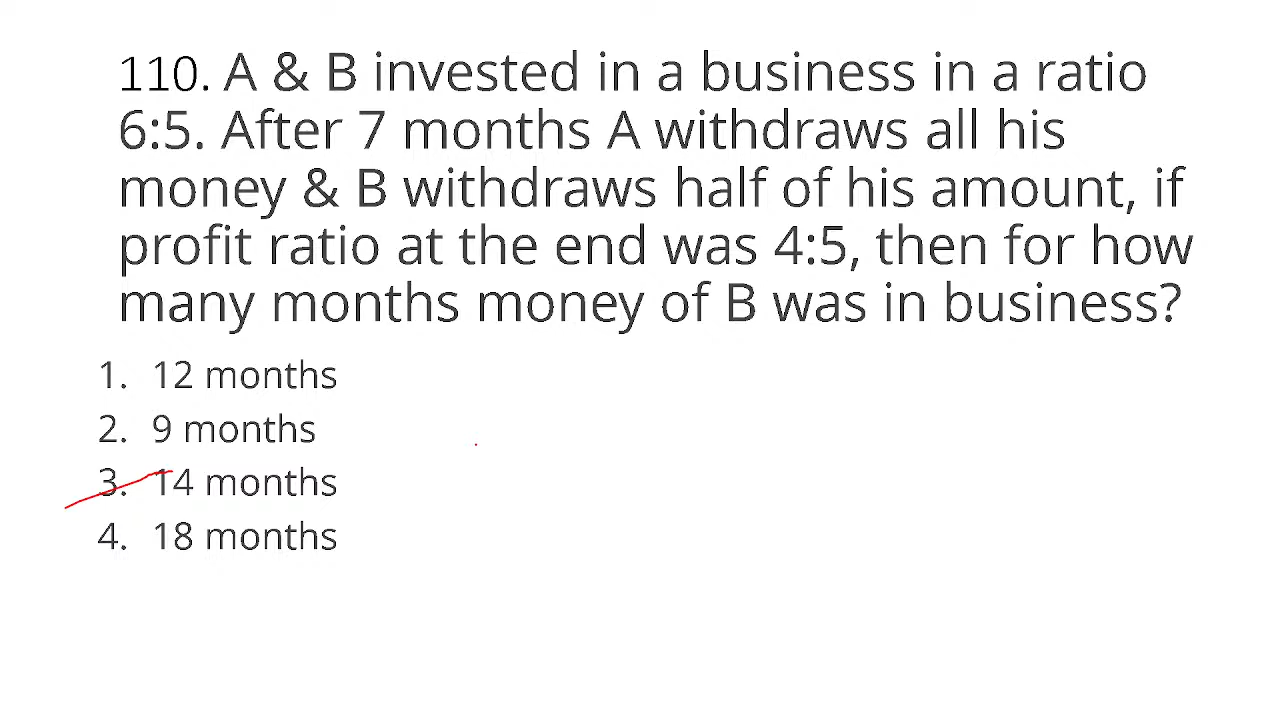 110. A & B invested in a business in a ratio
6:5. After 7 months A withdraws all his
money & B withdraws half of his amount, if
profit ratio at the end was 4:5, then for how
many months money of B was in business?
1. 12 months
2. 9 months
3. 14 months
4. 18 months